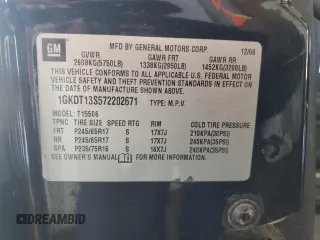 GM
MFD BY GENERAL MOTORS CORP. 12/06
GVWR GAWR FRT GAWR RR
2608KG(5750LB) 1338KG(2950LB) 1452KG(3200LB)
THIS VEHICLE CONFORMS TO ALL APPLICABLE U.S. FEDERAL MOTOR VEHICLE SAFETY AND THEFT PREVENTION STANDARDS IN EFFECT ON THE DATE OF MANUFACTURE SHOWN ABOVE.
1GKDT13S572202671 TYPE: M.P.V.
MODEL: T15506
TPNC TIRE SIZE SPEED RTG RIM COLD TIRE PRESSURE
FRT P245/65R17 S 17X7J 210KPA(30PSI)
RR P245/65R17 S 17X7J 240KPA(35PSI)
SPA P235/75R16 S 16X7J 240KPA(35PSI)
SEE OWNER'S MANUAL FOR MORE INFORMATION.
DREAMBID